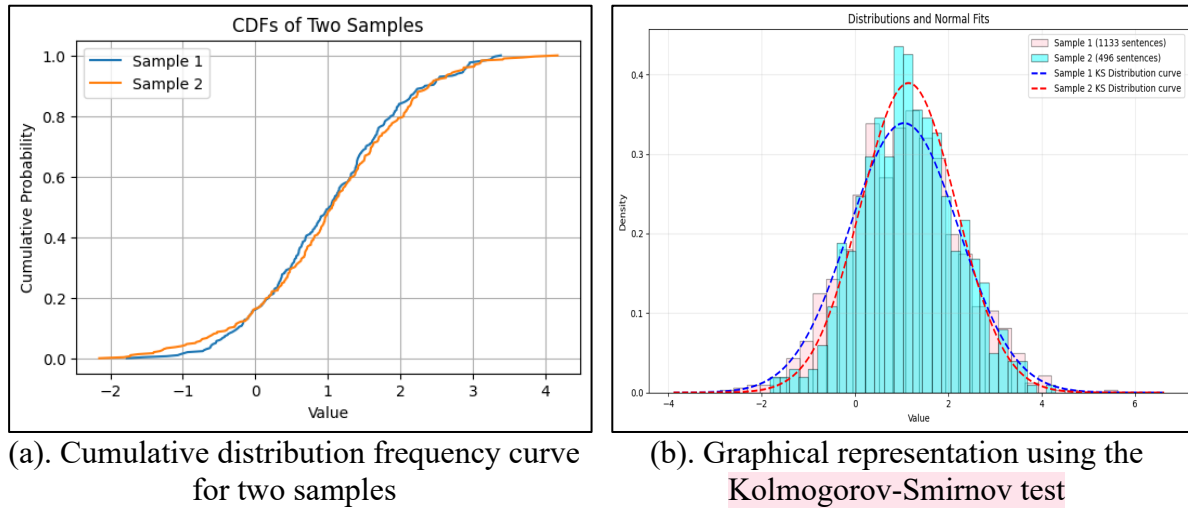 CDFs of Two Samples
Sample 1
Sample 2
Cumulative Probability
1.0
0.8
0.6
0.4
0.2
0.0
−2 −1 0 1 2 3 4
Value
Distributions and Normal Fits
Sample 1 (1133 sentences)
Sample 2 (496 sentences)
Sample 1 KS Distribution curve
Sample 2 KS Distribution curve
Density
0.4
0.3
0.2
0.1
0.0
−4 −2 0 2 4 6
Value
(a). Cumulative distribution frequency curve
for two samples
(b). Graphical representation using the
Kolmogorov-Smirnov test